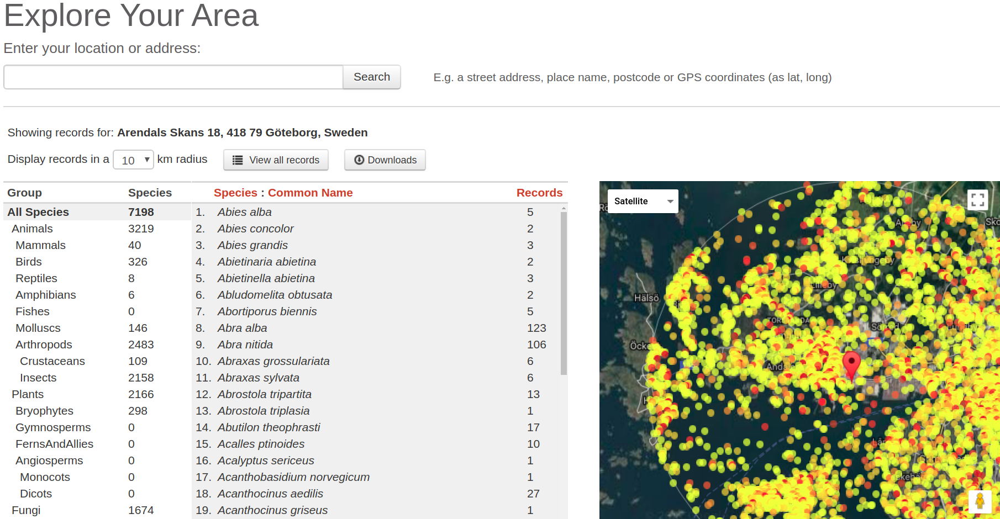 Explore Your Area
Enter your location or address:
Search
E.g. a street address, place name, postcode or GPS coordinates (as lat, long)
Showing records for: Arendals Skans 18, 418 79 Göteborg, Sweden
Display records in a 10 km radius
View all records
Downloads
Group Species
Species : Common Name Records
All Species 7198
Animals 3219
Mammals 40
Birds 326
Reptiles 8
Amphibians 6
Fishes 0
Molluscs 146
Arthropods 2483
Crustaceans 109
Insects 2158
Plants 2166
Bryophytes 298
Gymnosperms 0
FernsAndAllies 0
Angiosperms 0
Monocots 0
Dicots 0
Fungi 1674
1. Abies alba 5
2. Abies concolor 2
3. Abies grandis 3
4. Abietinaria abietina 2
5. Abietinella abietina 3
6. Abludomelita obtusata 2
7. Abortiporus biennis 5
8. Abra alba 123
9. Abra nitida 106
10. Abraxas grossulariata 6
11. Abraxas sylvata 6
12. Abrostola tripartita 13
13. Abrostola triplasia 1
14. Abutilon theophrasti 17
15. Acalles ptinoides 10
16. Acalyptus sericeus 1
17. Acanthobasidium norvegicum 1
18. Acanthocinus aedilis 27
19. Acanthocinus griseus 1
Satellite
Hälsö